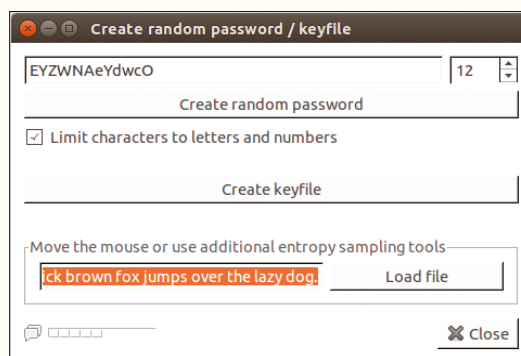 Create random password / keyfile
EYZWNAeYdwcO 12
Create random password
Limit characters to letters and numbers
Create keyfile
Move the mouse or use additional entropy sampling tools
ick brown fox jumps over the lazy dog. Load file
Close